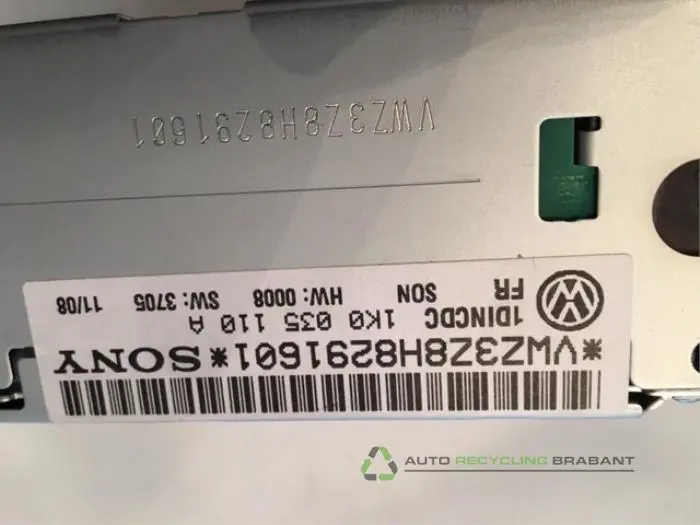 VWZ3Z8H8291601
*VWZ3Z8H8291601*SONY
1DINCDC 1K0 035 110 A
FR SON HW: 0008 SW: 3705 11/08
AUTO RECYCLING BRABANT